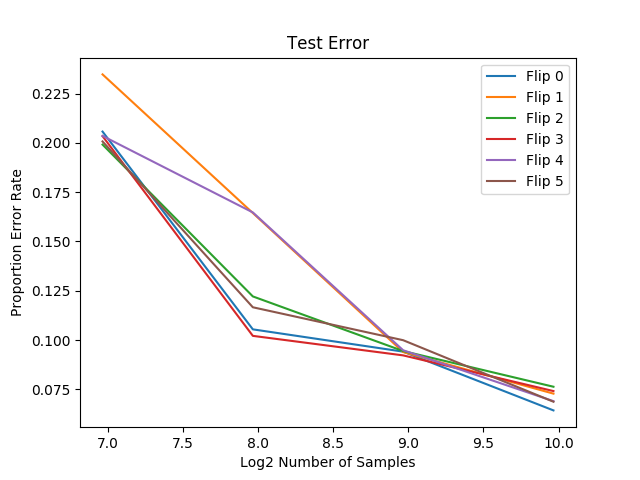 Test Error
Proportion Error Rate
0.225
0.200
0.175
0.150
0.125
0.100
0.075
Flip 0
Flip 1
Flip 2
Flip 3
Flip 4
Flip 5
7.0 7.5 8.0 8.5 9.0 9.5 10.0
Log2 Number of Samples